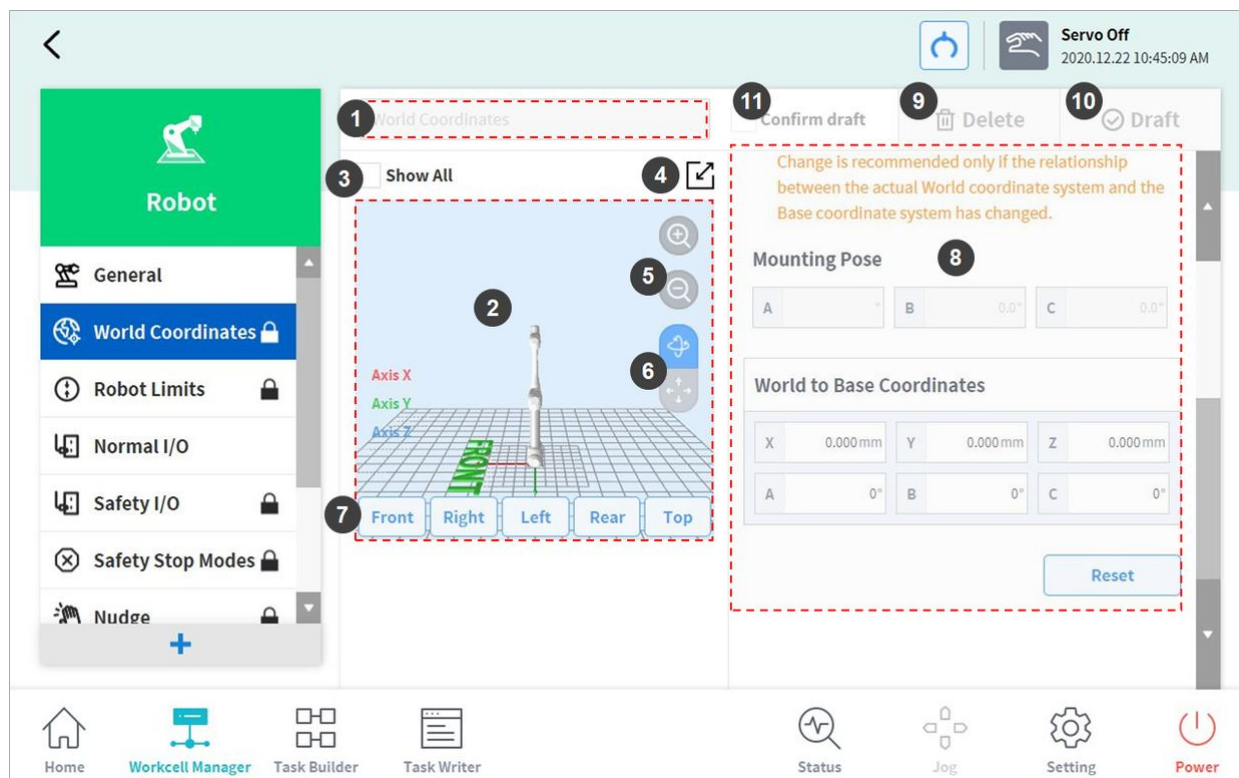 Servo Off
2020.12.22 10:45:09 AM
Robot
General
World Coordinates
Robot Limits
Normal I/O
Safety I/O
Safety Stop Modes
Nudge
+
1
World Coordinates
11
Confirm draft
9
Delete
10
Draft
3
Show All
4
5
2
6
Axis X
Axis Y
Axis Z
FRONT
7
Front
Right
Left
Rear
Top
Change is recommended only if the relationship
between the actual World coordinate system and the
Base coordinate system has changed.
Mounting Pose
8
A °
B 0.0°
C 0.0°
World to Base Coordinates
X 0.000 mm
Y 0.000 mm
Z 0.000 mm
A 0°
B 0°
C 0°
Reset
Home
Workcell Manager
Task Builder
Task Writer
Status
Jog
Setting
Power